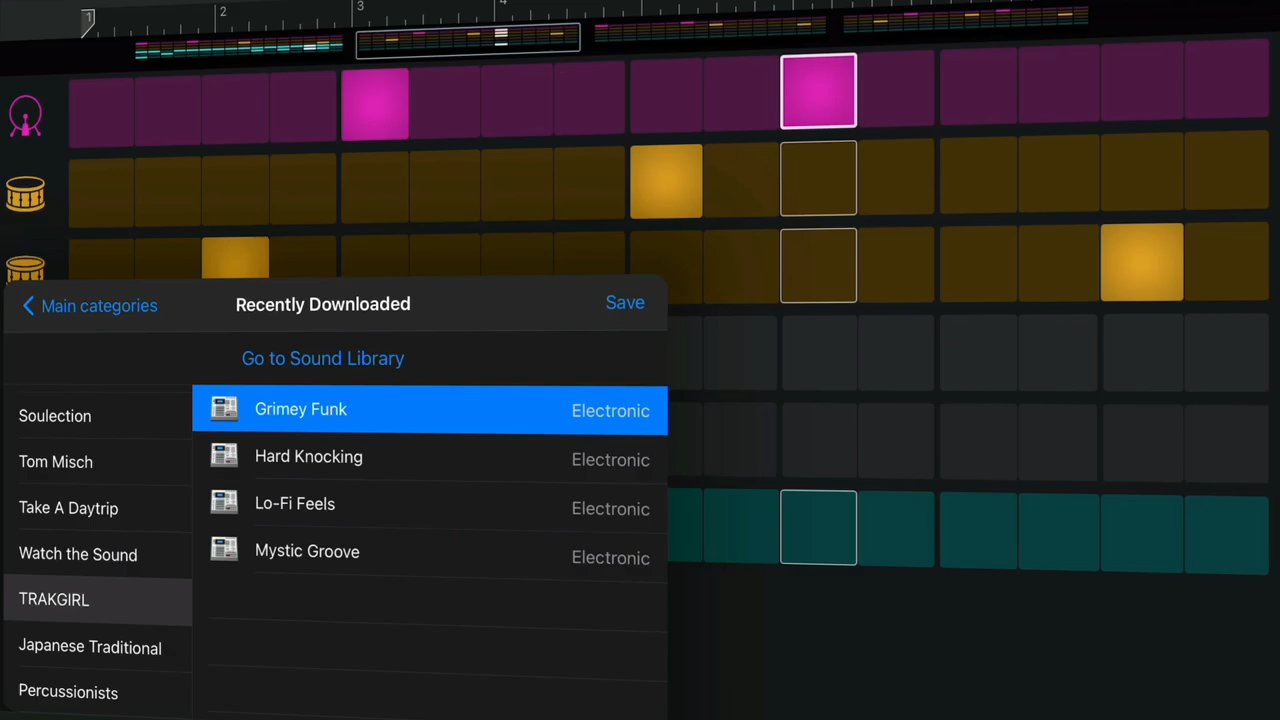 1 2 3 4
Main categories Recently Downloaded Save
Go to Sound Library
Soulection
Tom Misch
Take A Daytrip
Watch the Sound
TRAKGIRL
Japanese Traditional
Percussionists
Grimey Funk Electronic
Hard Knocking Electronic
Lo-Fi Feels Electronic
Mystic Groove Electronic